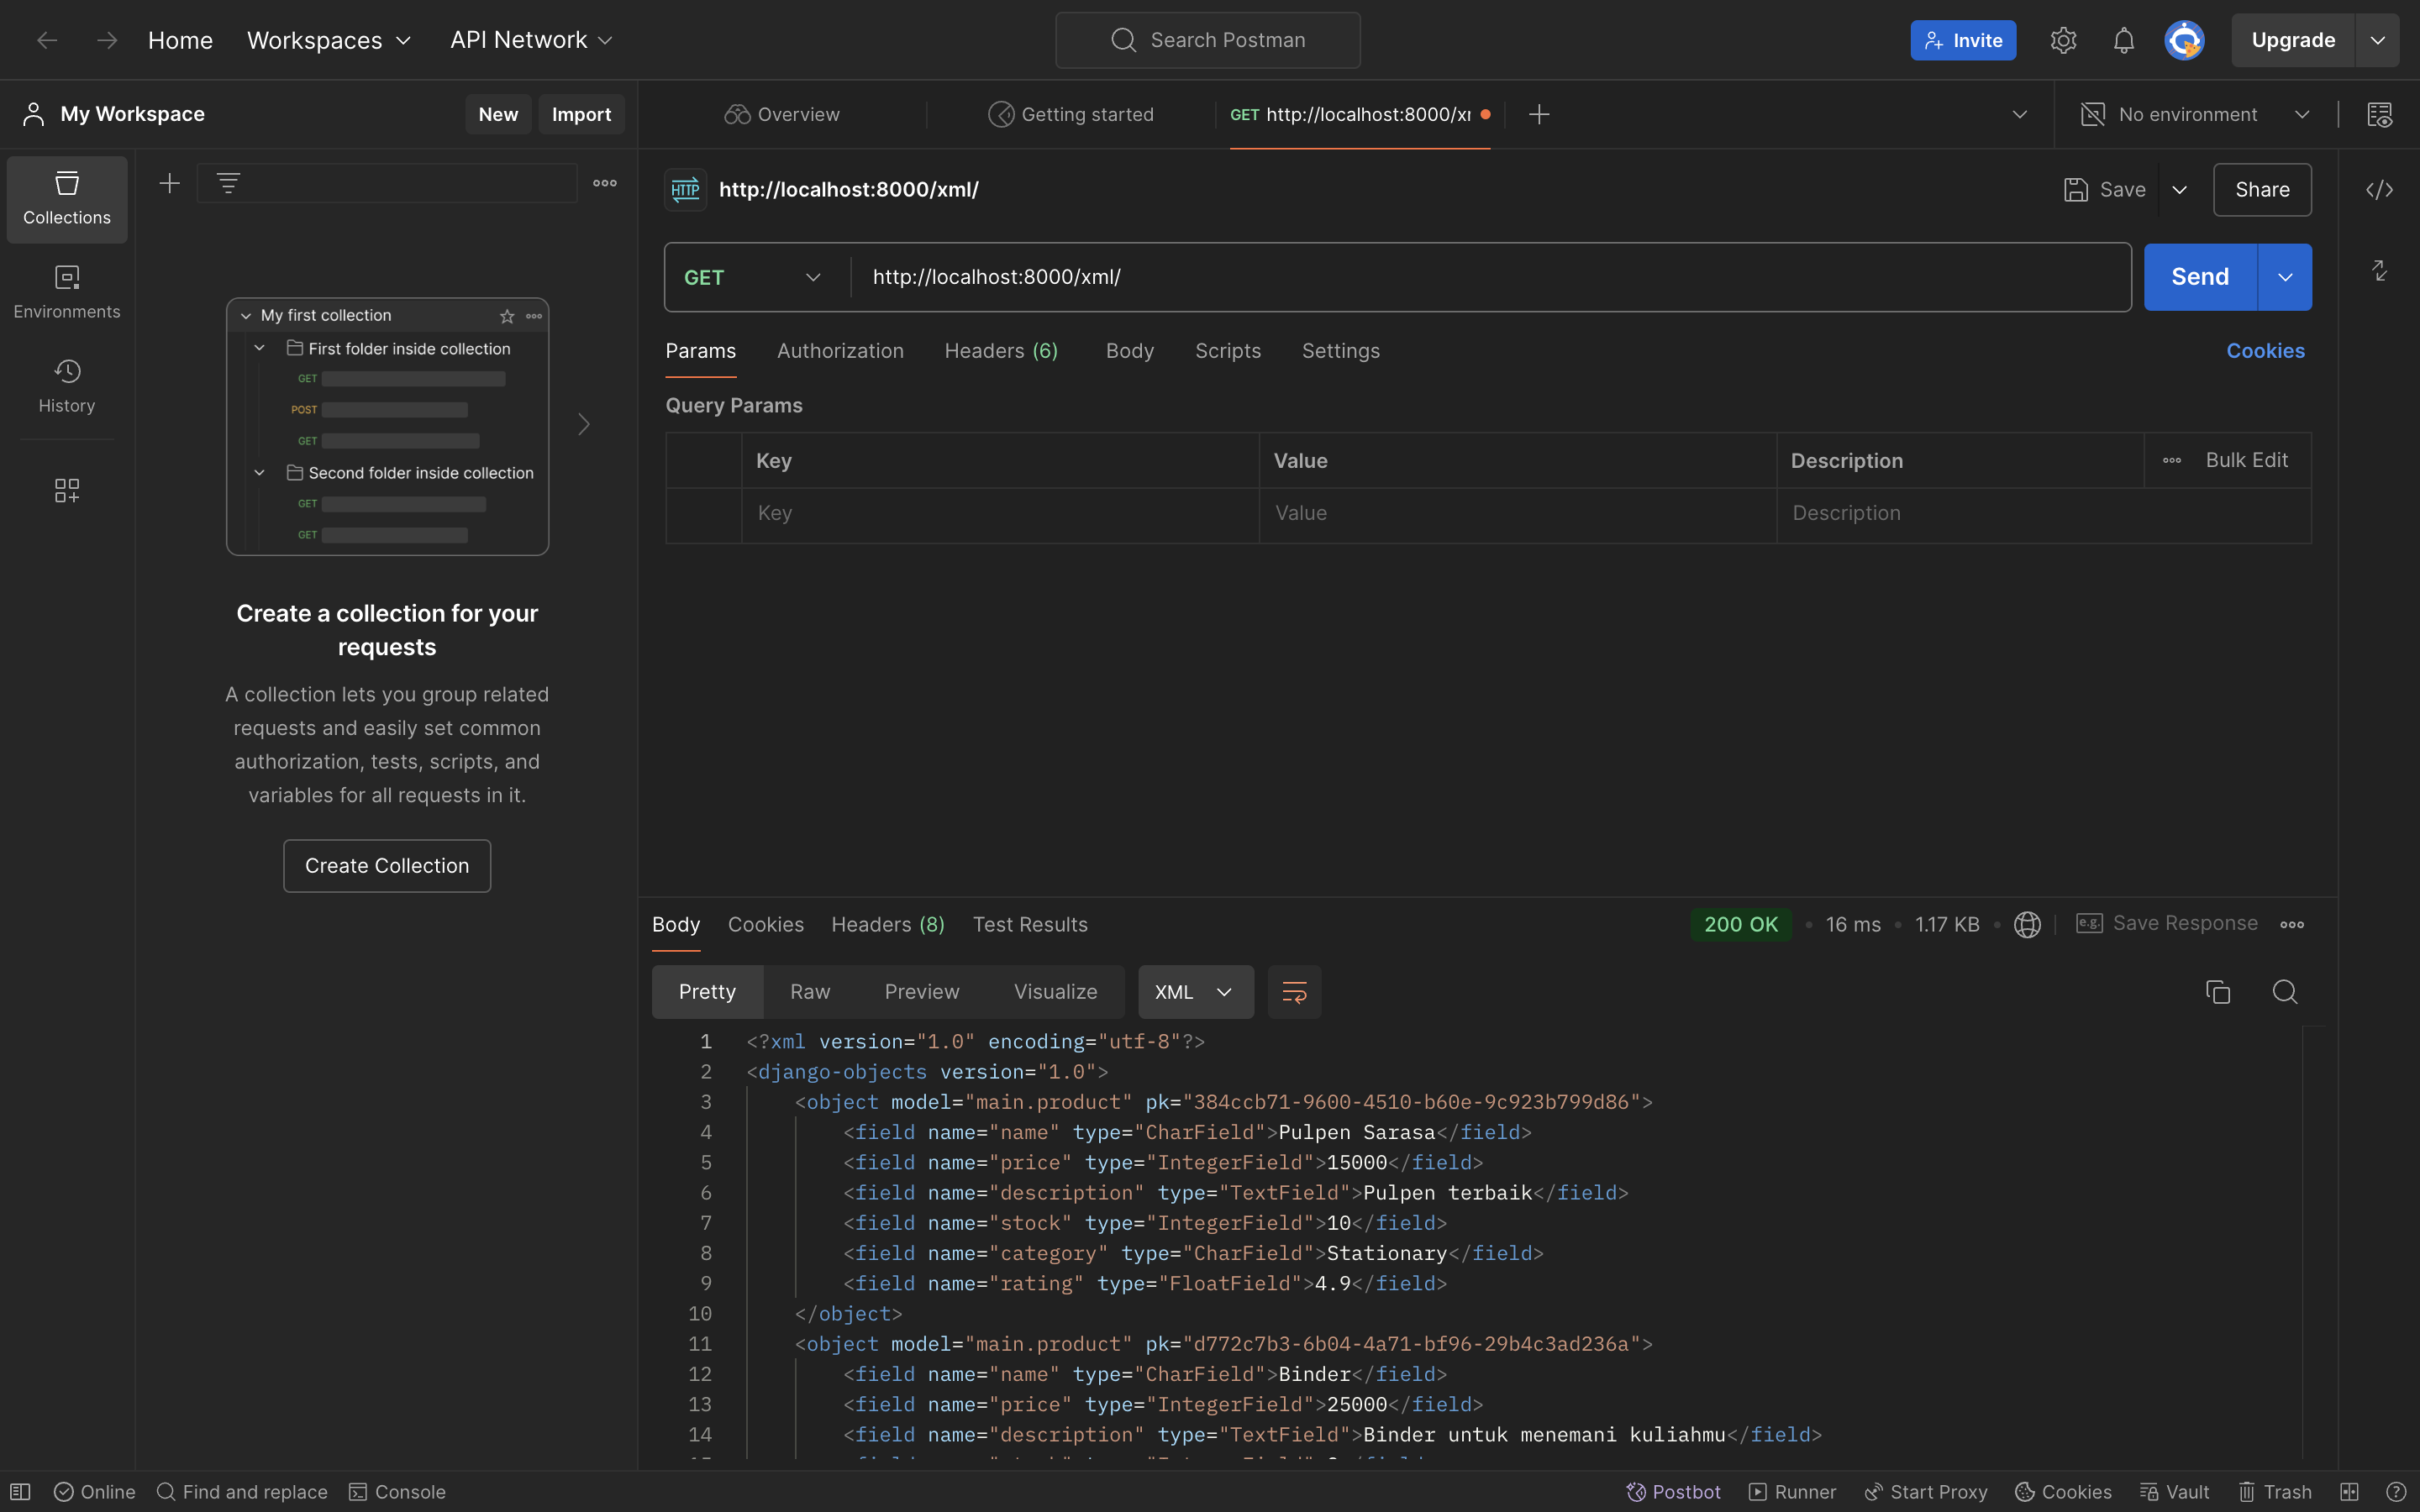 Home Workspaces API Network Search Postman Invite Upgrade
My Workspace New Import Overview Getting started GET http://localhost:8000/xr No environment
Collections
Environments
History
My first collection
First folder inside collection
GET
POST
GET
Second folder inside collection
GET
GET
Create a collection for your
requests
A collection lets you group related
requests and easily set common
authorization, tests, scripts, and
variables for all requests in it.
Create Collection
HTTP http://localhost:8000/xml/ Save Share
GET http://localhost:8000/xml/ Send
Params Authorization Headers (6) Body Scripts Settings Cookies
Query Params
Key Value Description Bulk Edit
Key Value Description
Body Cookies Headers (8) Test Results 200 OK • 16 ms • 1.17 KB • e.g. Save Response
Pretty Raw Preview Visualize XML
1 <?xml version="1.0" encoding="utf-8"?>
2 <django-objects version="1.0">
3 <object model="main.product" pk="384ccb71-9600-4510-b60e-9c923b799d86">
4 <field name="name" type="CharField">Pulpen Sarasa</field>
5 <field name="price" type="IntegerField">15000</field>
6 <field name="description" type="TextField">Pulpen terbaik</field>
7 <field name="stock" type="IntegerField">10</field>
8 <field name="category" type="CharField">Stationary</field>
9 <field name="rating" type="FloatField">4.9</field>
10 </object>
11 <object model="main.product" pk="d772c7b3-6b04-4a71-bf96-29b4c3ad236a">
12 <field name="name" type="CharField">Binder</field>
13 <field name="price" type="IntegerField">25000</field>
14 <field name="description" type="TextField">Binder untuk menemani kuliahmu</field>
Online Find and replace Console Postbot Runner Start Proxy Cookies Vault Trash